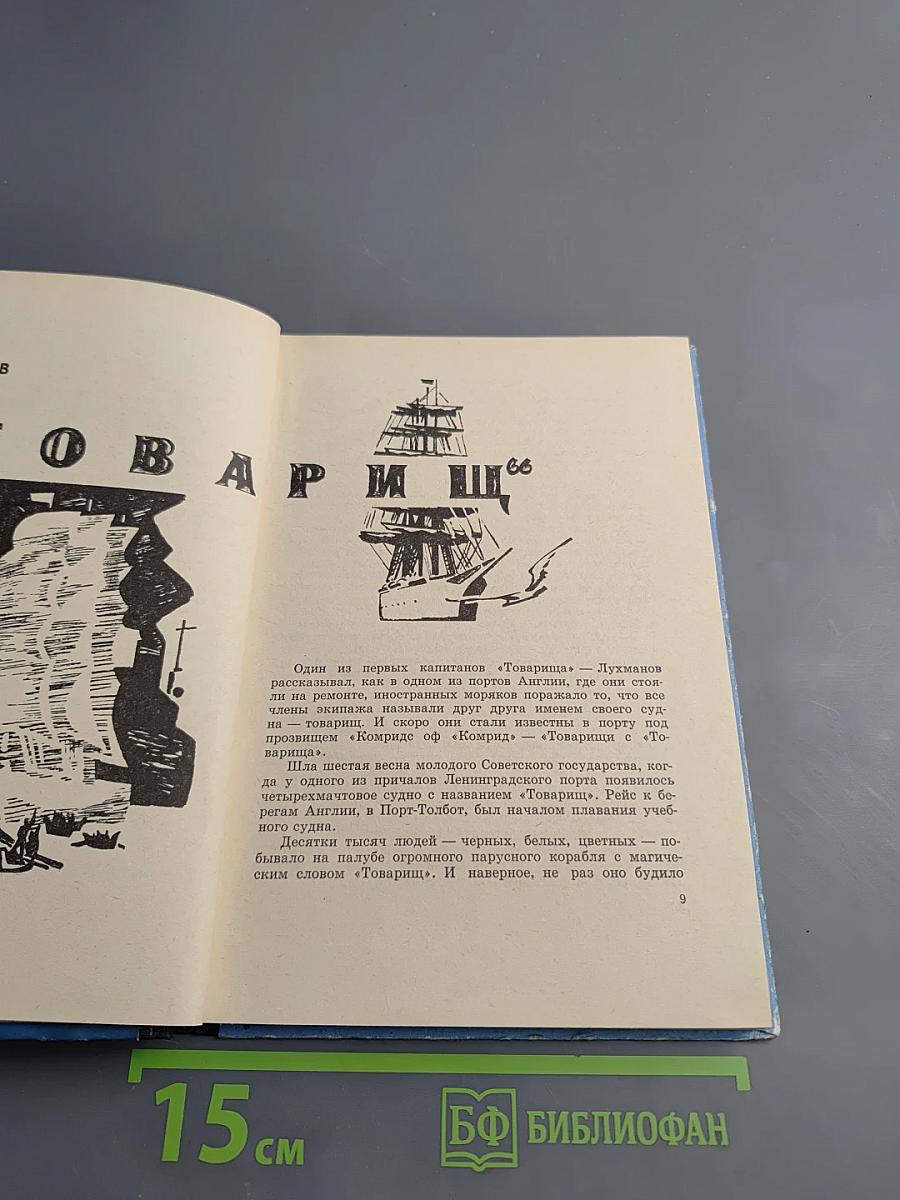 В
ТОВАРИЩ“
Один из первых капитанов «Товарища» — Лухманов
рассказывал, как в одном из портов Англии, где они стоя-
ли на ремонте, иностранных моряков поражало то, что все
члены экипажа называли друг друга именем своего суд-
на — товарищ. И скоро они стали известны в порту под
прозвищем «Комридс оф «Комрид» — «Товарищи с «То-
варища».
Шла шестая весна молодого Советского государства, ког-
да у одного из причалов Ленинградского порта появилось
четырехмачтовое судно с названием «Товарищ». Рейс к бе-
регам Англии, в Порт-Толбот, был началом плавания учеб-
ного судна.
Десятки тысяч людей — черных, белых, цветных — по-
бывало на палубе огромного парусного корабля с магиче-
ским словом «Товарищ». И наверное, не раз оно будило
9
15 см
БФ БИБЛИОФАН